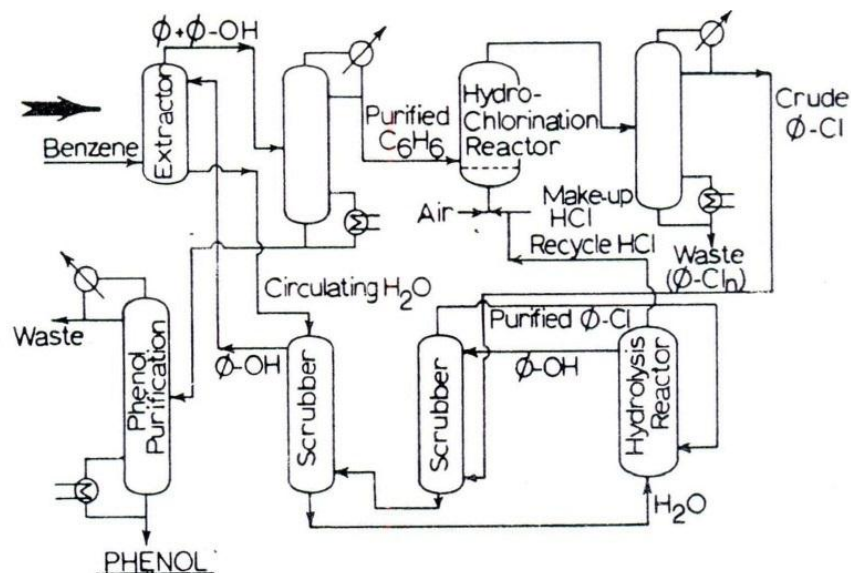 Φ+Φ-OH
Extractor
Benzene
Purified
C₆H₆
Hydro-
Chlorination
Reactor
Crude
Φ-Cl
Air
Make-up
HCl
Recycle HCl
Waste
(Φ-Clₙ)
Circulating H₂O
Purified Φ-Cl
Waste
Phenol
Purification
Φ-OH
Scrubber
Scrubber
Φ-OH
Hydrolysis
Reactor
H₂O
PHENOL